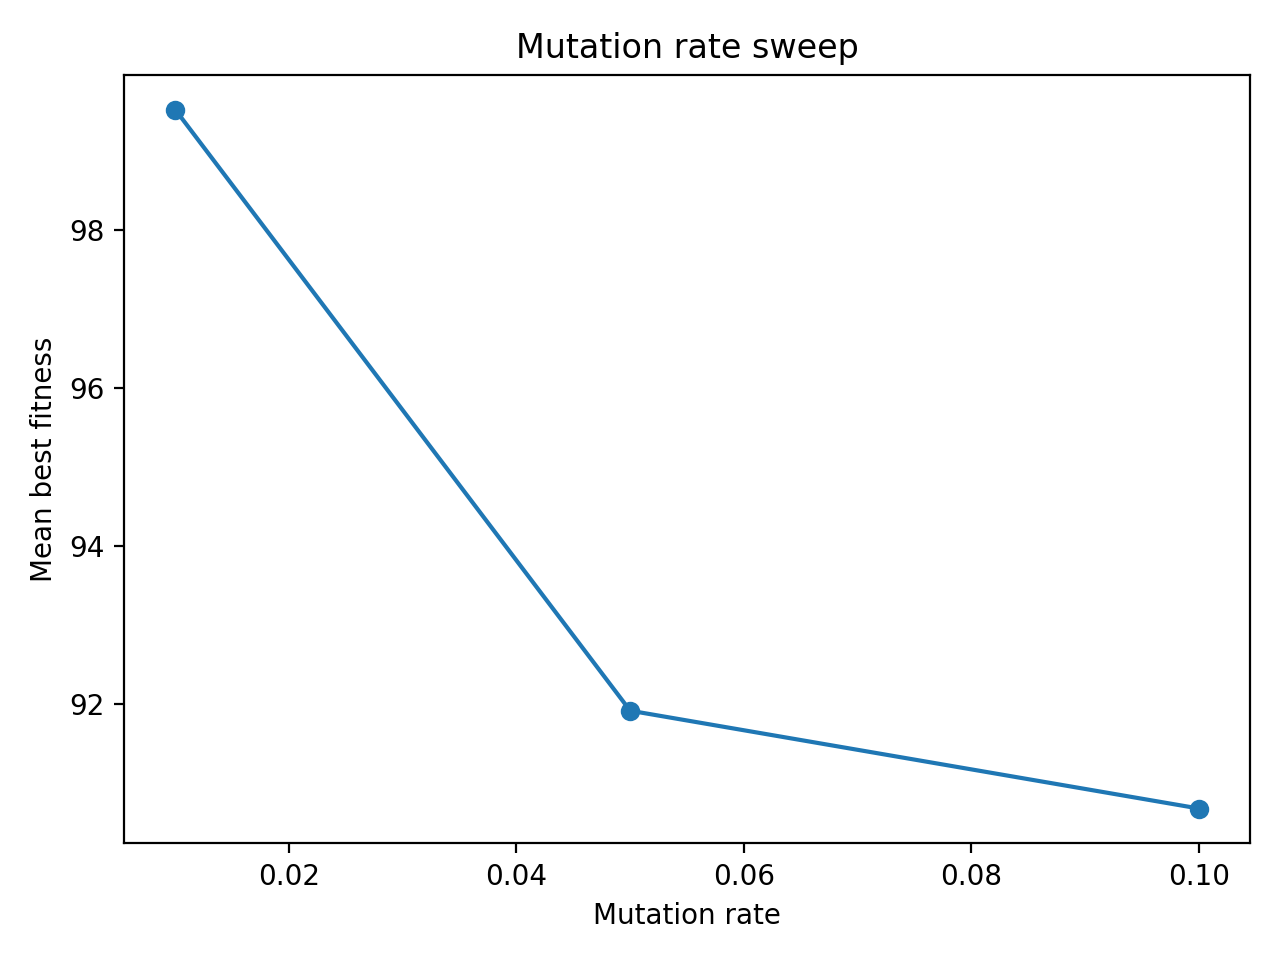 Mutation rate sweep
Mean best fitness
98
96
94
92
0.02 0.04 0.06 0.08 0.10
Mutation rate